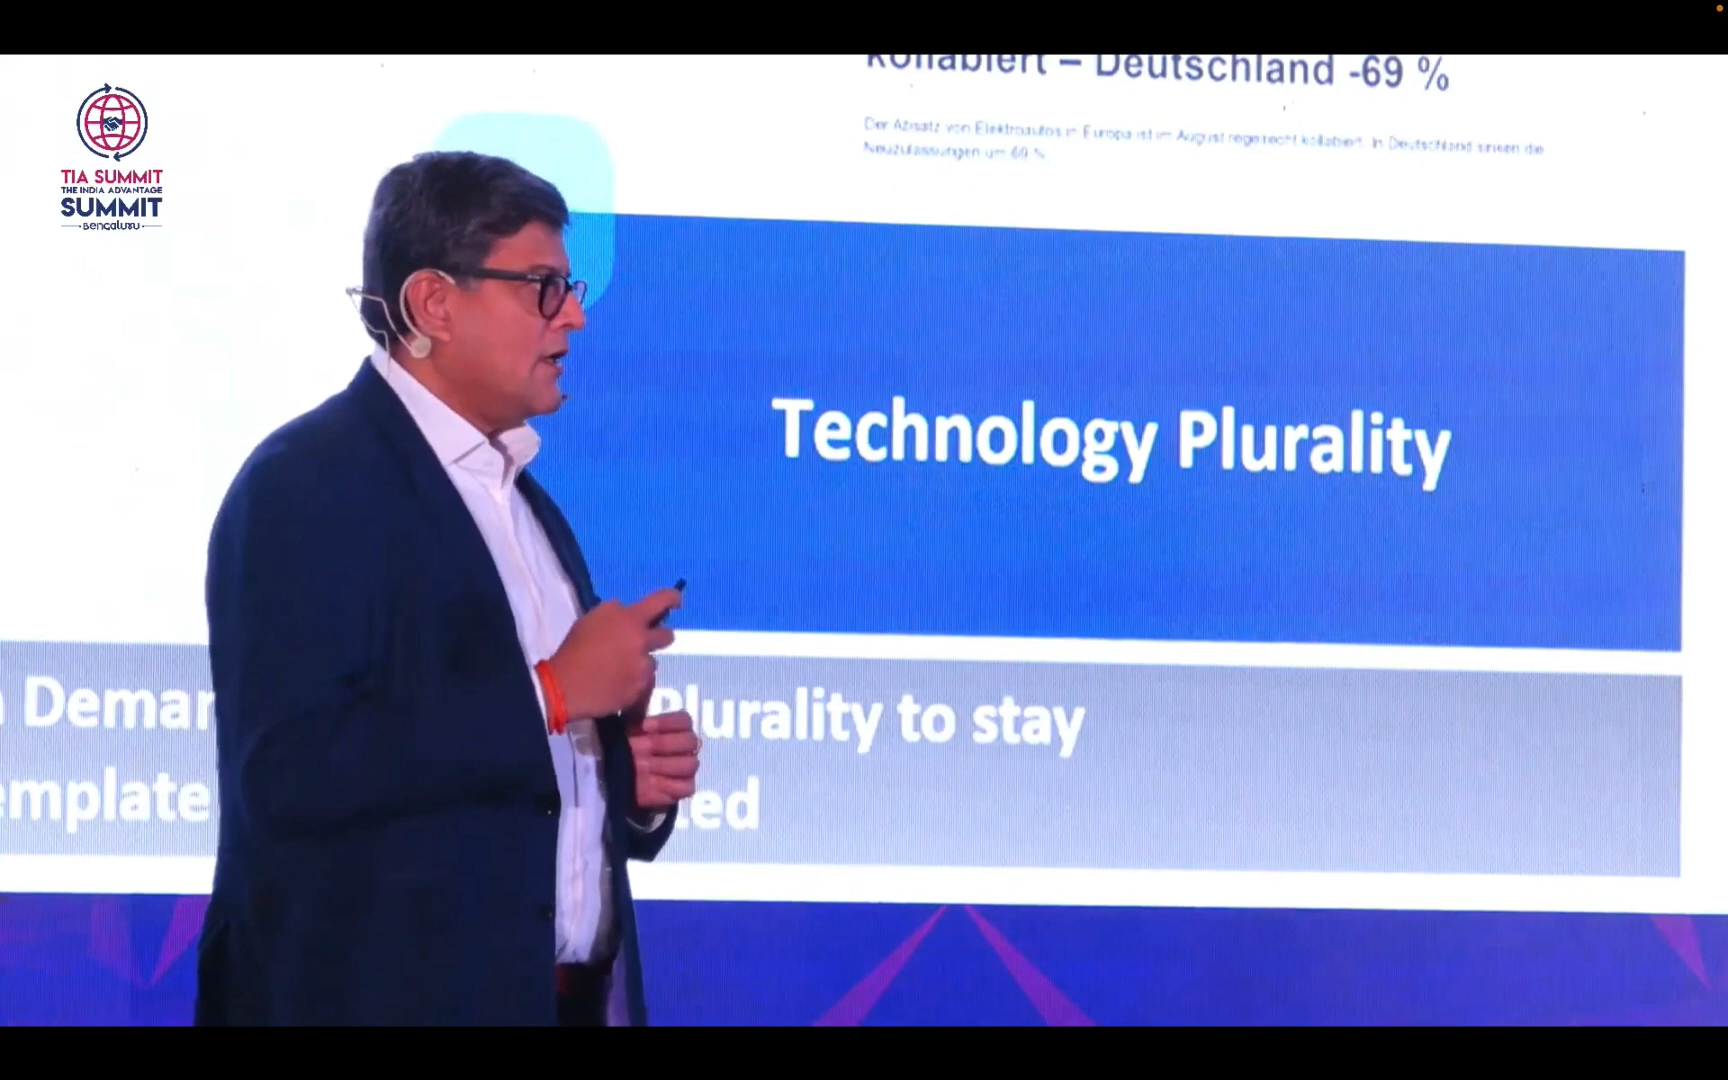 TIA SUMMIT
THE INDIA ADVANTAGE
SUMMIT
Bengaluru
kollabiert – Deutschland -69 %
Der Absatz von Elektroautos in Europa ist im August regelrecht kollabiert. In Deutschland sinken die
Neuzulassungen um 69 %.
Technology Plurality
Demar
Plurality to stay
emplate
ted